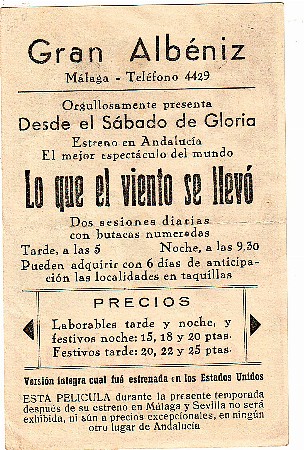 Gran Albéniz
Málaga - Teléfono 4429
Orgullosamente presenta
Desde el Sábado de Gloria
Estreno en Andalucía
El mejor espectáculo del mundo
Lo que el viento se llevó
Dos sesiones diarias
con butacas numeradas
Tarde, a las 5 Noche, a las 9,30
Pueden adquirir con 6 días de anticipa-
ción las localidades en taquillas
PRECIOS
Laborables tarde y noche, y
festivos noche: 15, 18 y 20 ptas.
Festivos tarde: 20, 22 y 25 ptas.
Versión íntegra cual fué estrenada en los Estados Unidos
ESTA PELICULA durante la presente temporada
después de su estreno en Málaga y Sevilla no será
exhibida, ni aún a precios excepcionales, en ningún
otro lugar de Andalucía